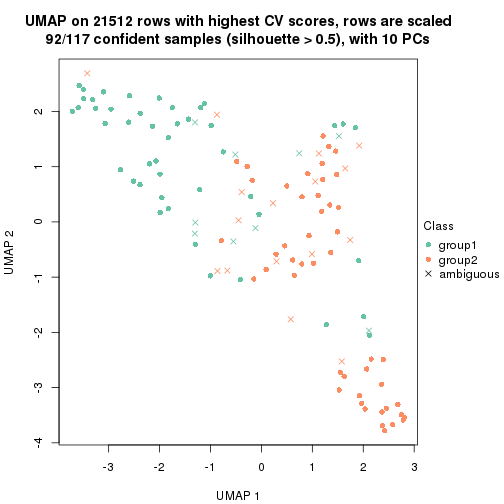 UMAP on 21512 rows with highest CV scores, rows are scaled
92/117 confident samples (silhouette > 0.5), with 10 PCs
2
1
0
-1
-2
-3
-4
UMAP 2
-3 -2 -1 0 1 2 3
UMAP 1
Class
group1
group2
ambiguous